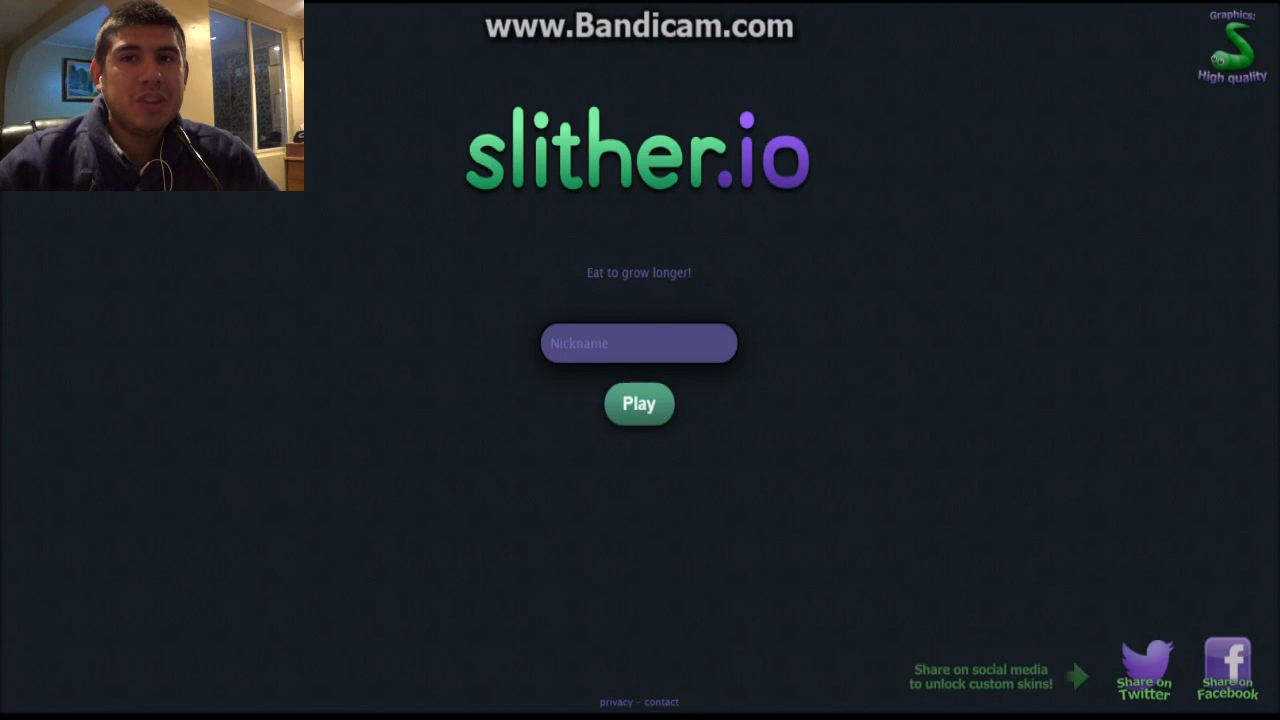 www.Bandicam.com
Graphics:
High quality
slither.io
Eat to grow longer!
Nickname
Play
Share on social media
to unlock custom skins!
Share on
Twitter
Share on
Facebook
privacy - contact